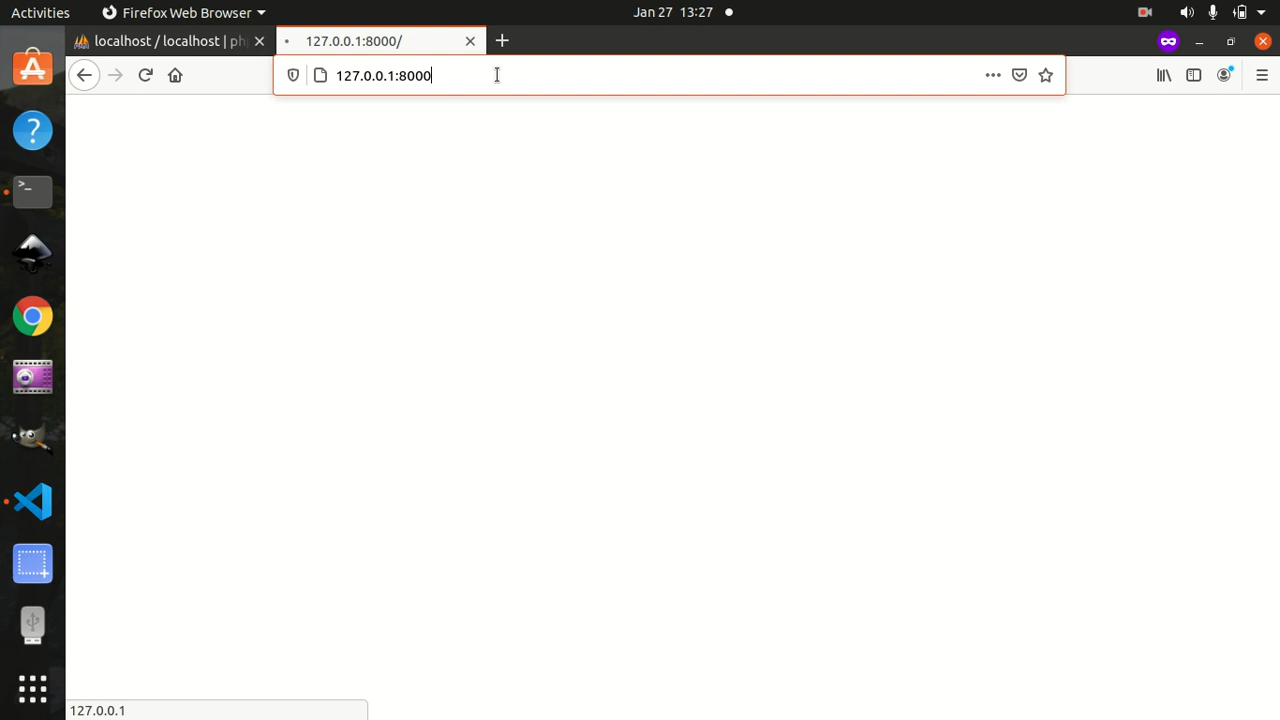 Activities
Firefox Web Browser
Jan 27 13:27
localhost / localhost | php
127.0.0.1:8000/
127.0.0.1:8000
>_
?
127.0.0.1